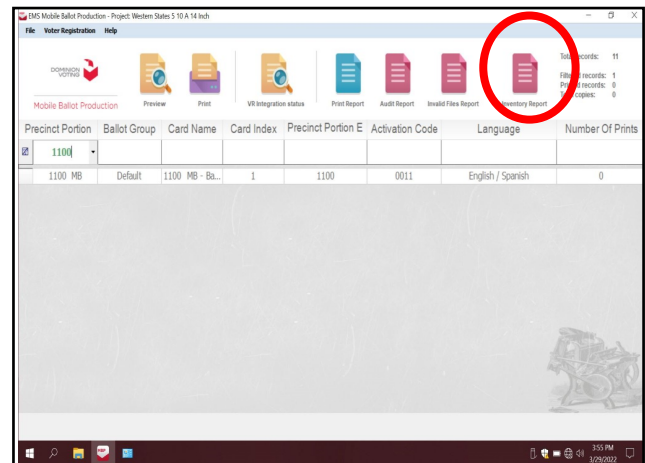 EMS Mobile Ballot Production - Project: Western States 5 10 A 14 Inch
File Voter Registration Help
DOMINION VOTING
Mobile Ballot Production
Preview Print VR Integration status Print Report Audit Report Invalid Files Report Inventory Report
Total records: 11
Filtered records: 1
Printed records: 0
Total copies: 0
Precinct Portion Ballot Group Card Name Card Index Precinct Portion E Activation Code Language Number Of Prints
1100
1100 MB Default 1100 MB - Ba... 1 1100 0011 English / Spanish 0
3:55 PM
3/29/2022